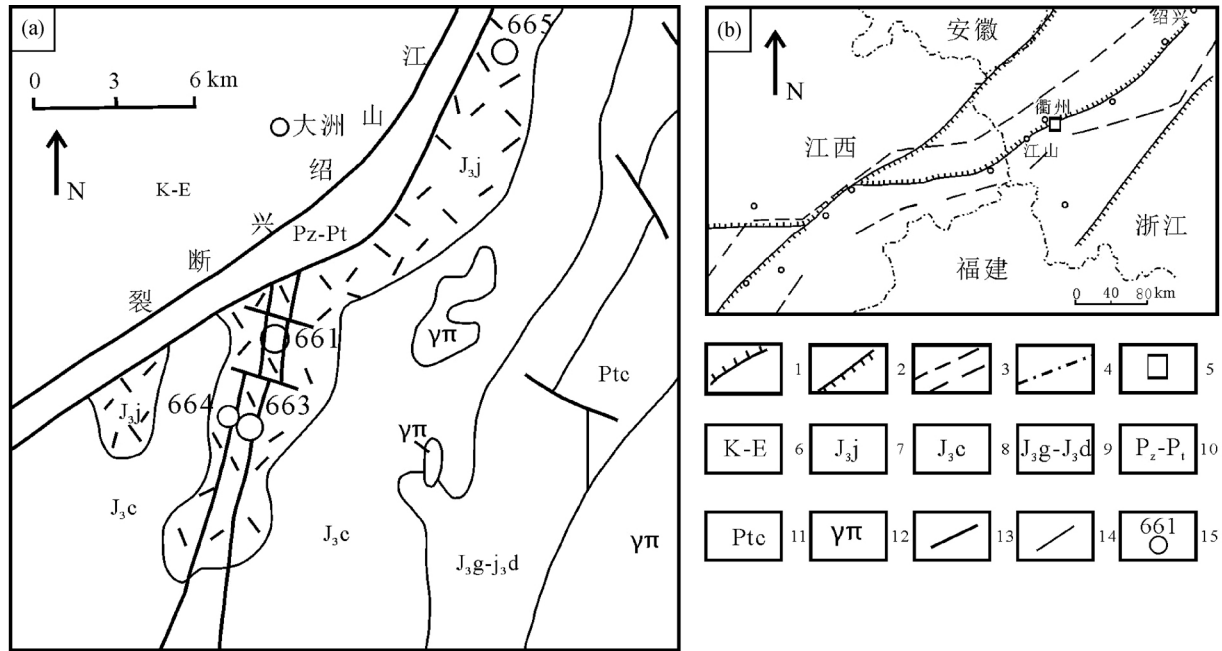 (a)
0 3 6 km
N
665
大洲
江
山
绍
兴
断
裂
K-E
J₃j
Pz-Pt
661
γπ
Ptc
J₃j
664
663
γπ
J₃c
J₃c
J₃g-j₃d
γπ
(b)
N
安徽
绍兴
衢州
江西
江山
浙江
福建
0 40 80 km
1
2
3
4
5
K-E 6
J₃j 7
J₃c 8
J₃g-J₃d 9
P_z-P_t 10
Ptc 11
γπ 12
13
14
661 15